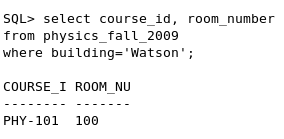 SQL> select course_id, room_number
from physics_fall_2009
where building='Watson';
COURSE_I ROOM_NU
-------- -------
PHY-101  100